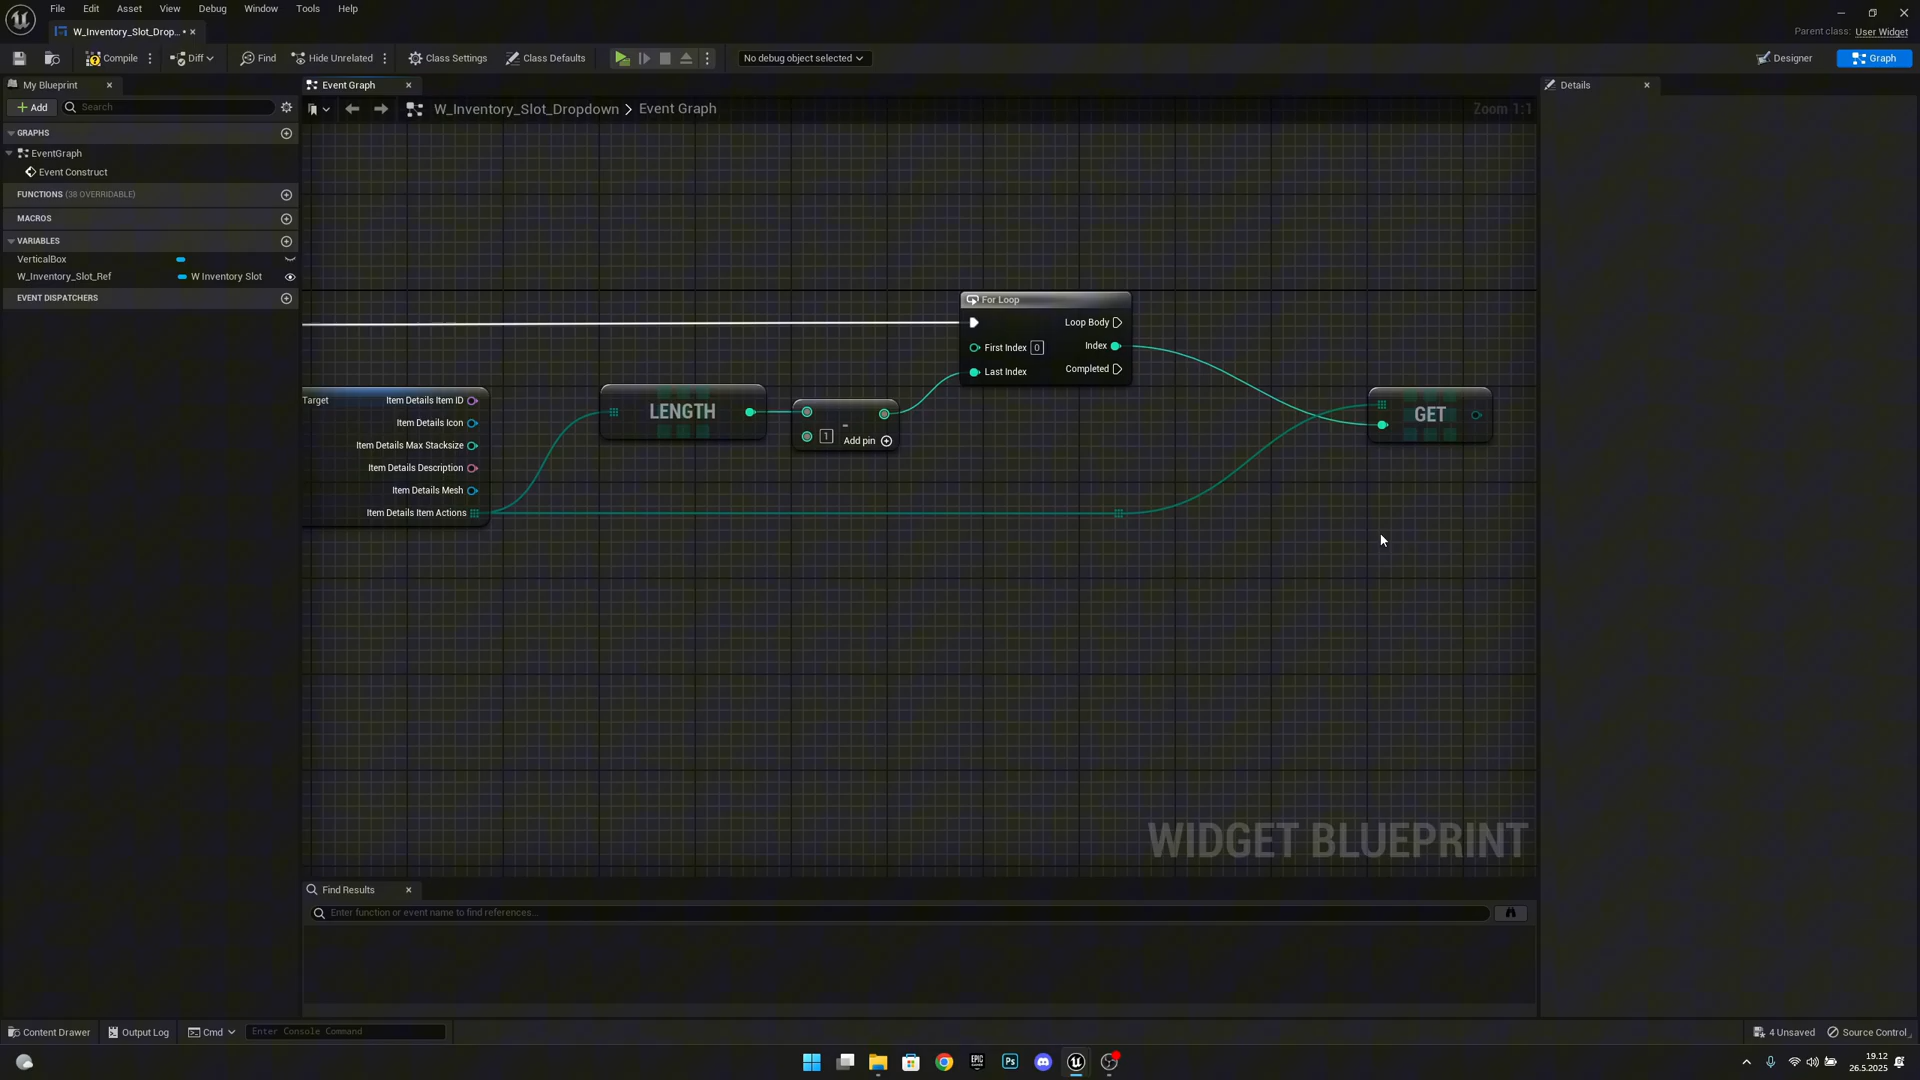 File Edit Asset View Debug Window Tools Help
W_Inventory_Slot_Drop... •
Parent class: User Widget
Compile Diff Find Hide Unrelated Class Settings Class Defaults No debug object selected Designer Graph
My Blueprint
Event Graph
Details
Add Search
W_Inventory_Slot_Dropdown > Event Graph
Zoom 1:1
GRAPHS
EventGraph
Event Construct
FUNCTIONS (38 OVERRIDABLE)
MACROS
VARIABLES
VerticalBox
W_Inventory_Slot_Ref W Inventory Slot
EVENT DISPATCHERS
For Loop
Loop Body
First Index 0
Index
Last Index
Completed
Target
Item Details Item ID
Item Details Icon
Item Details Max Stacksize
Item Details Description
Item Details Mesh
Item Details Item Actions
LENGTH
-
1
Add pin
GET
WIDGET BLUEPRINT
Find Results
Enter function or event name to find references...
Content Drawer Output Log Cmd Enter Console Command 4 Unsaved Source Control
EPIC
Ps
19.12
26.5.2025